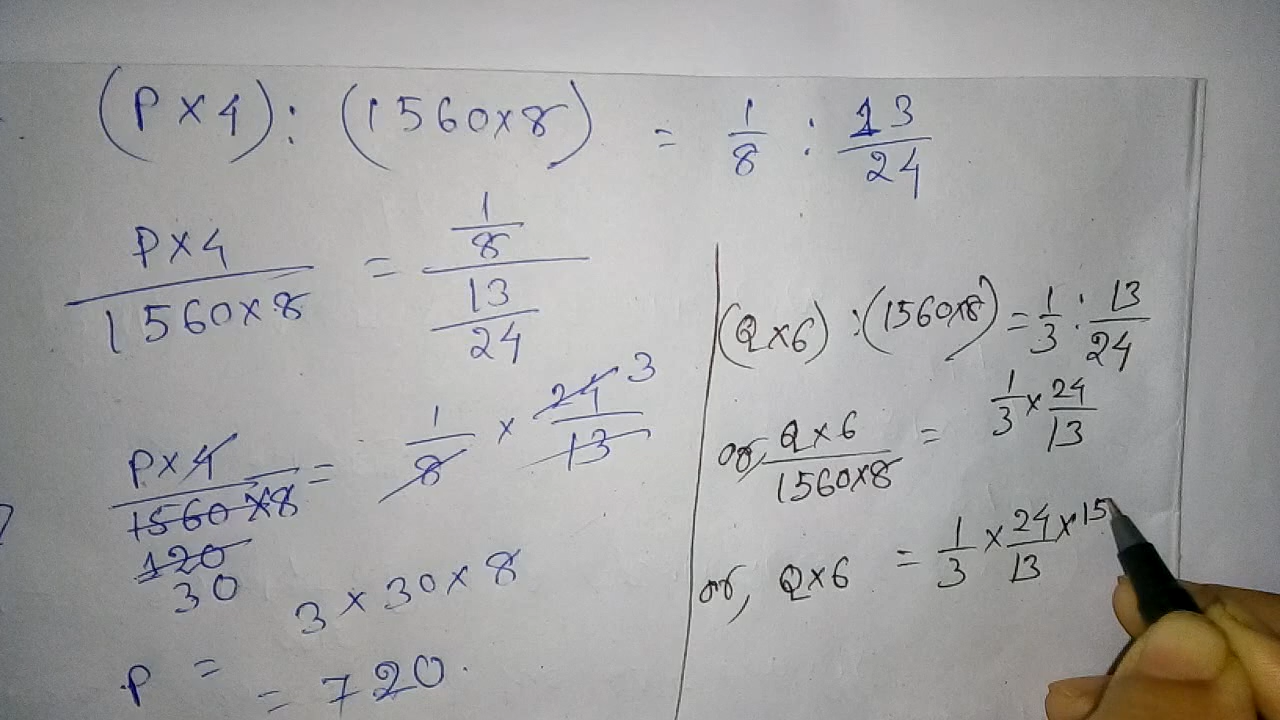 (P×4) : (1560×8) = 1/8 : 13/24
P×4/1560×8 = 1/8/13/24
P×4/1560×8 = 1/8 × 24/13 3
120
30
3×30×8
P =
= 720.
(Q×6) : (1560×8) = 1/3 : 13/24
or, Q×6/1560×8 = 1/3 × 24/13
or, Q×6 = 1/3 × 24/13 × 15